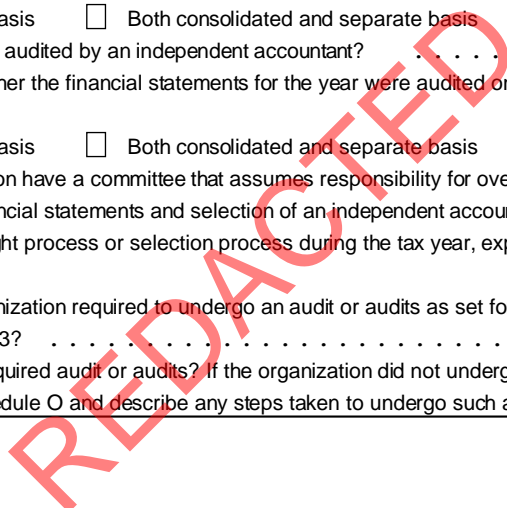 asis Both consolidated and separate basis
audited by an independent accountant? . . . . .
her the financial statements for the year were audited or
asis Both consolidated and separate basis
on have a committee that assumes responsibility for ove
ncial statements and selection of an independent accou
ht process or selection process during the tax year, exp
nization required to undergo an audit or audits as set fo
3? . . . . . . . . . . . . . . . . . . . . . . . .
quired audit or audits? If the organization did not underg
edule O and describe any steps taken to undergo such a
REDACTED